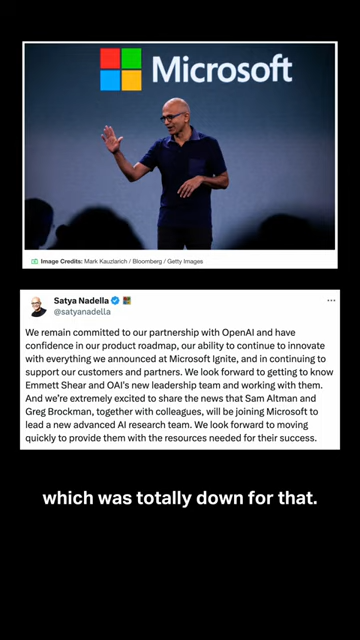 Microsoft
Image Credits: Mark Kauzlarich / Bloomberg / Getty Images
Satya Nadella
@satyanadella
We remain committed to our partnership with OpenAI and have
confidence in our product roadmap, our ability to continue to innovate
with everything we announced at Microsoft Ignite, and in continuing to
support our customers and partners. We look forward to getting to know
Emmett Shear and OAI's new leadership team and working with them.
And we're extremely excited to share the news that Sam Altman and
Greg Brockman, together with colleagues, will be joining Microsoft to
lead a new advanced AI research team. We look forward to moving
quickly to provide them with the resources needed for their success.
which was totally down for that.